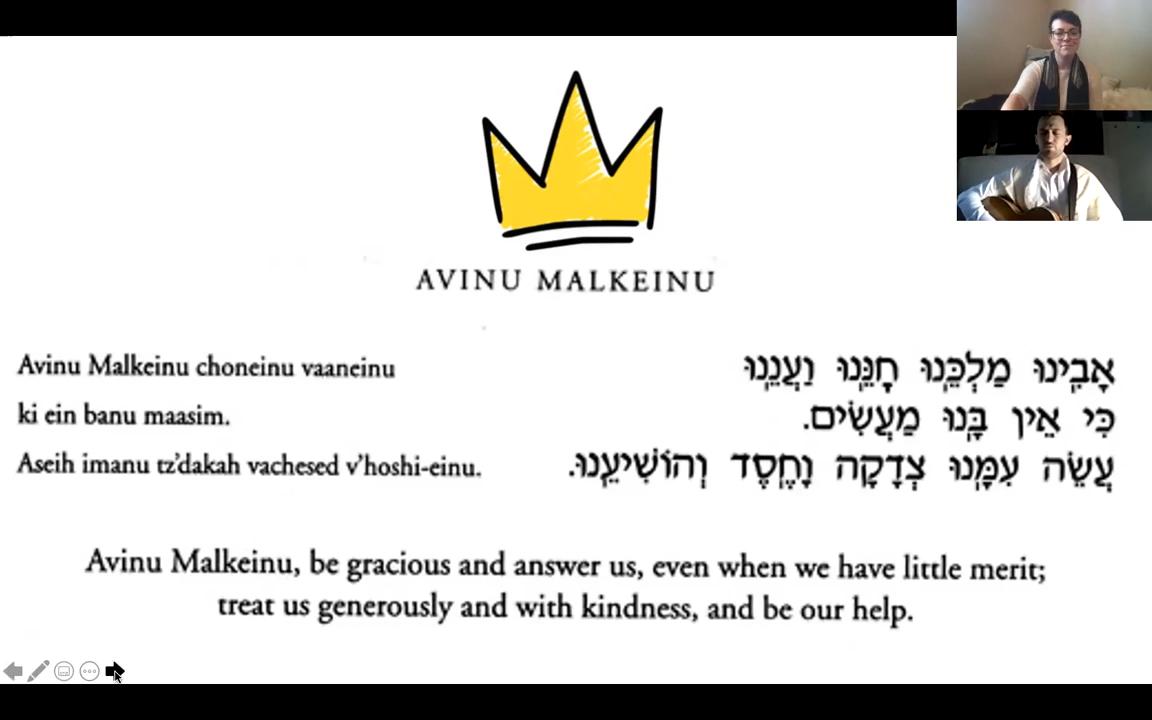 AVINU MALKEINU
Avinu Malkeinu choneinu vaaneinu
ki ein banu maasim.
Aseih imanu tz'dakah vachesed v'hoshi-einu.
אָבִֽינוּ מַלְכֵּֽנוּ חׇנֵּֽנוּ וַעֲנֵֽנוּ
כִּי אֵין בָּֽנוּ מַעֲשִׂים.
עֲשֵׂה עִמָּֽנוּ צְדָקָה וָחֶֽסֶד וְהוֹשִׁיעֵֽנוּ.
Avinu Malkeinu, be gracious and answer us, even when we have little merit;
treat us generously and with kindness, and be our help.